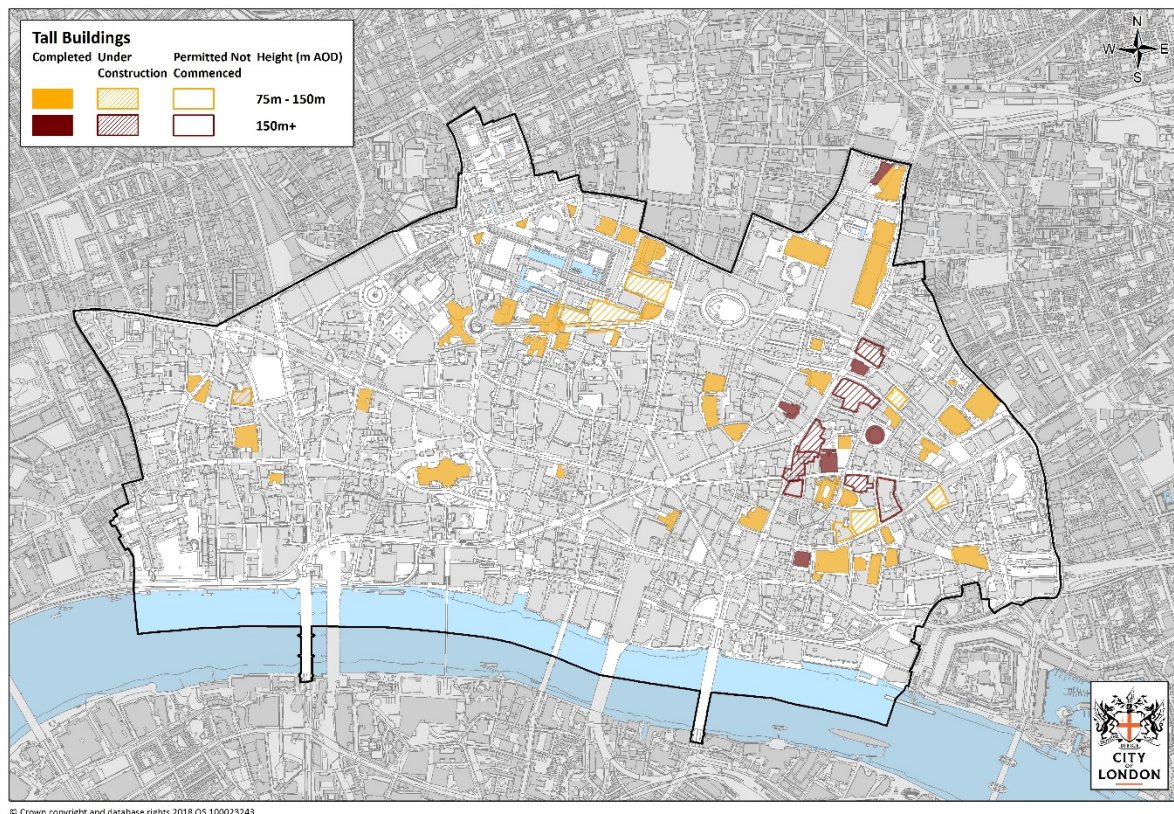 Tall Buildings
Completed Under Construction Permitted Not Commenced Height (m AOD)
75m - 150m
150m+
N
W E
S
CITY
OF
LONDON
© Crown copyright and database rights 2018 OS 100023243